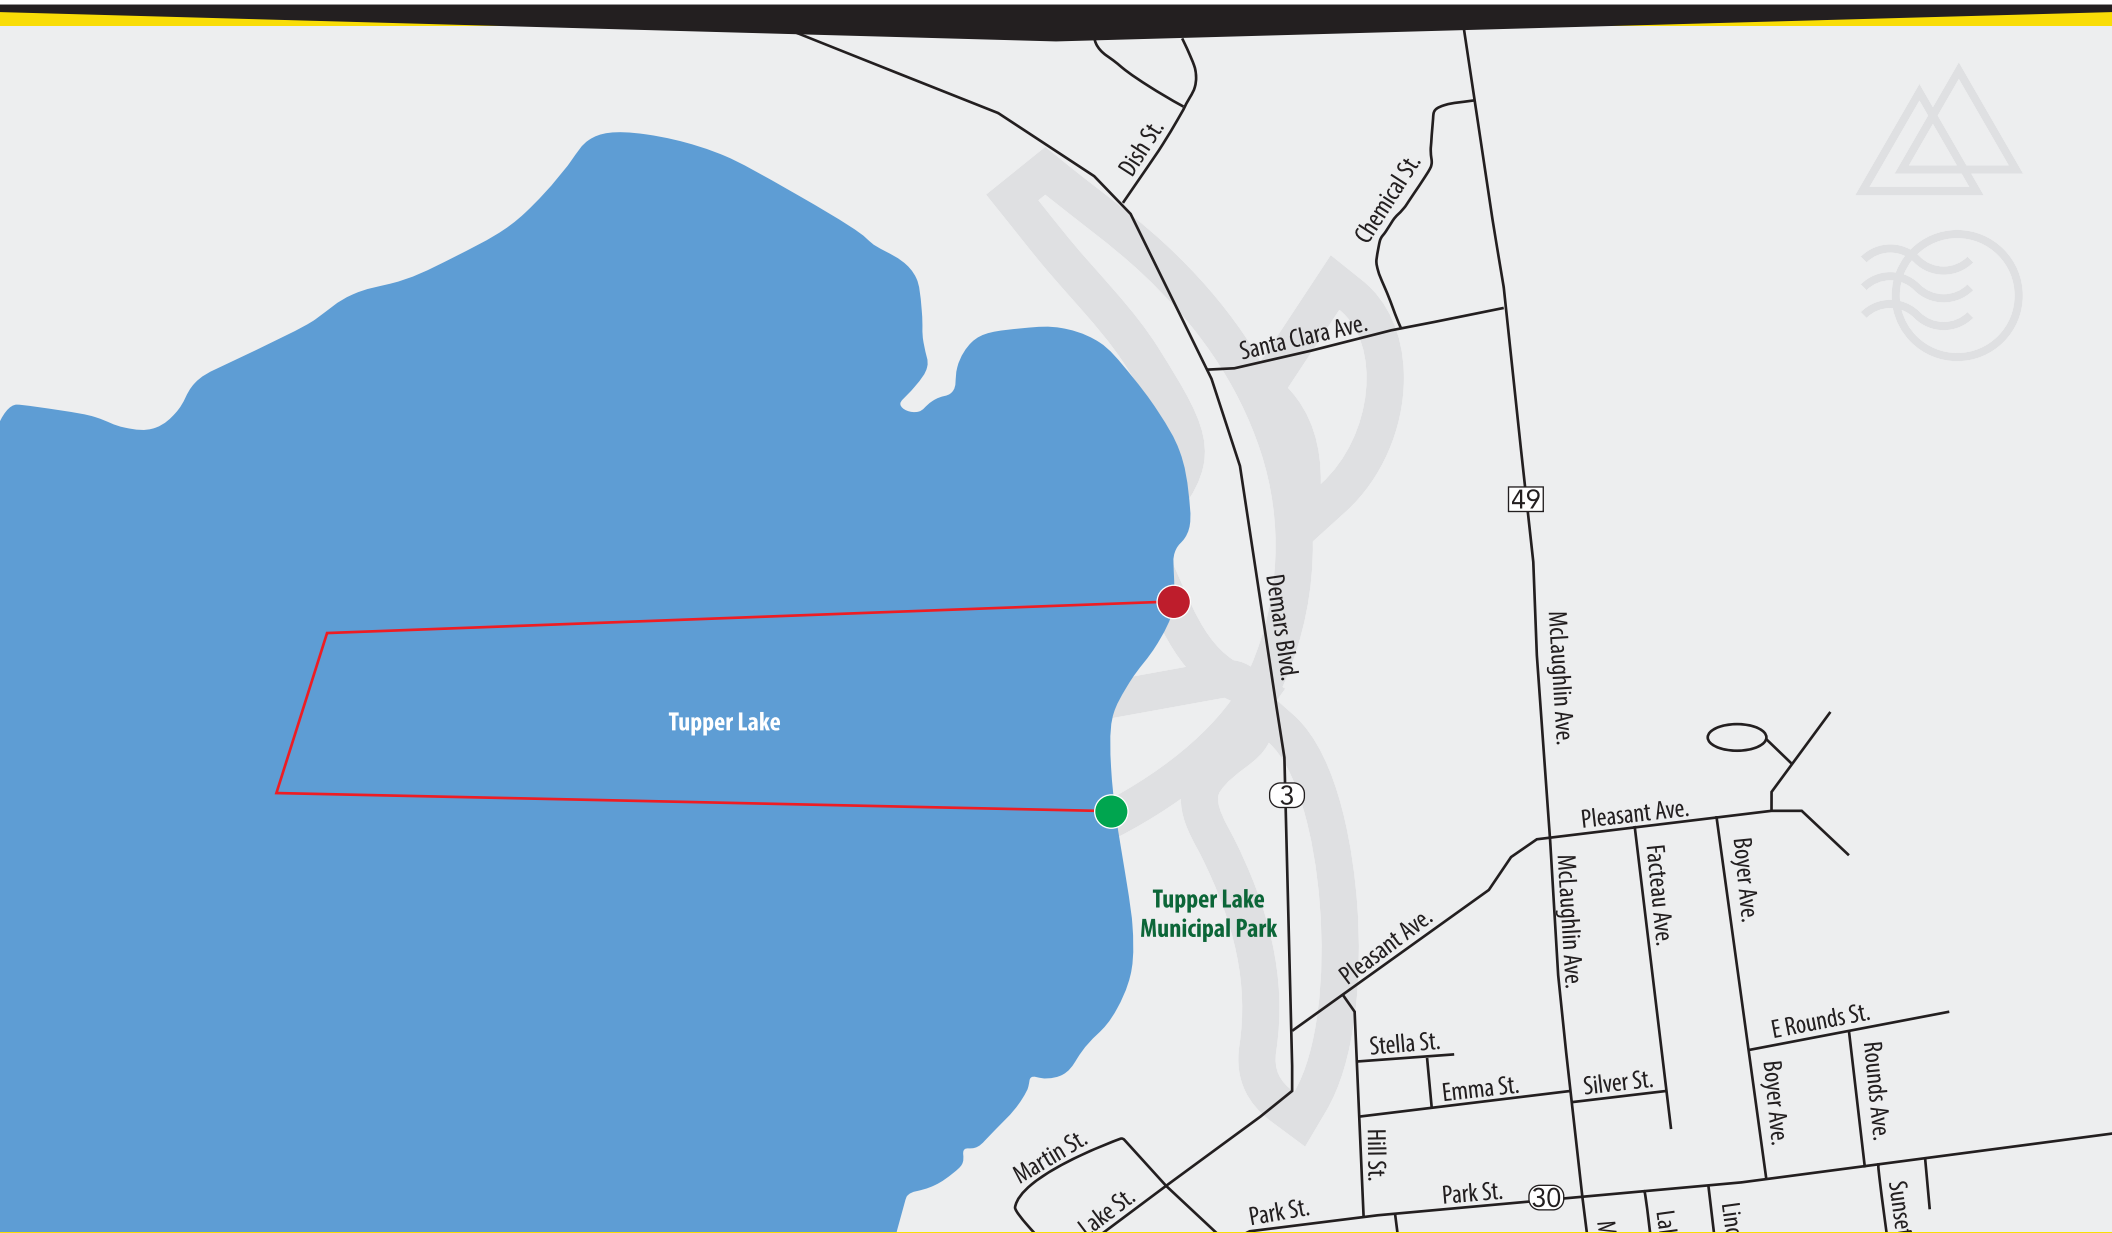 Dish St.
Chemical St.
Santa Clara Ave.
49
Demars Blvd.
McLaughlin Ave.
Tupper Lake
3
Pleasant Ave.
McLaughlin Ave.
Facteau Ave.
Boyer Ave.
Tupper Lake
Municipal Park
Pleasant Ave.
E Rounds St.
Stella St.
Rounds Ave.
Boyer Ave.
Emma St.
Silver St.
Hill St.
Martin St.
Lake St.
Park St.
Park St.
30
Sunset